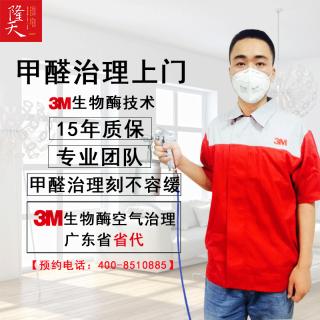 隆天
甲醛治理上门
3M生物酶技术
15年质保
专业团队
甲醛治理刻不容缓
3M生物酶空气治理
广东省省代
【预约电话：400-8510885】
3M